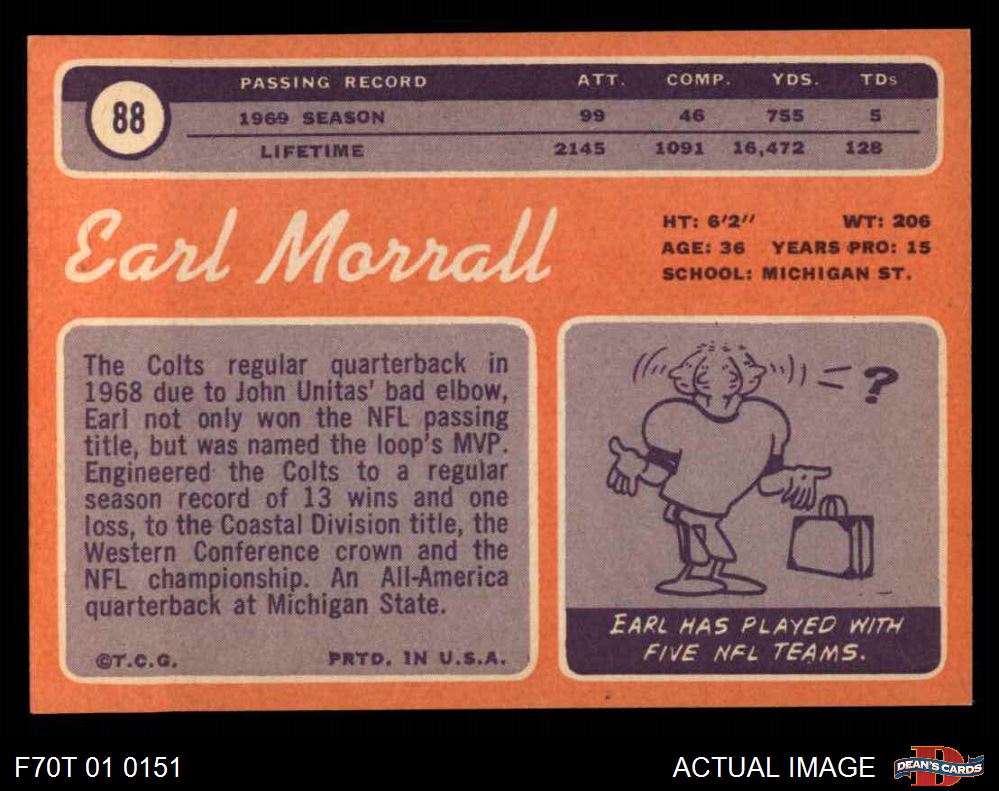 88
PASSING RECORD ATT. COMP. YDS. TDs
1969 SEASON 99 46 755 5
LIFETIME 2145 1091 16,472 128
Earl Morrall
HT: 6'2" WT: 206
AGE: 36 YEARS PRO: 15
SCHOOL: MICHIGAN ST.
The Colts regular quarterback in
1968 due to John Unitas' bad elbow,
Earl not only won the NFL passing
title, but was named the loop's MVP.
Engineered the Colts to a regular
season record of 13 wins and one
loss, to the Coastal Division title, the
Western Conference crown and the
NFL championship. An All-America
quarterback at Michigan State.
©T.C.G. PRTD. IN U.S.A.
?
EARL HAS PLAYED WITH
FIVE NFL TEAMS.
F70T 01 0151 ACTUAL IMAGE DEAN'S CARDS